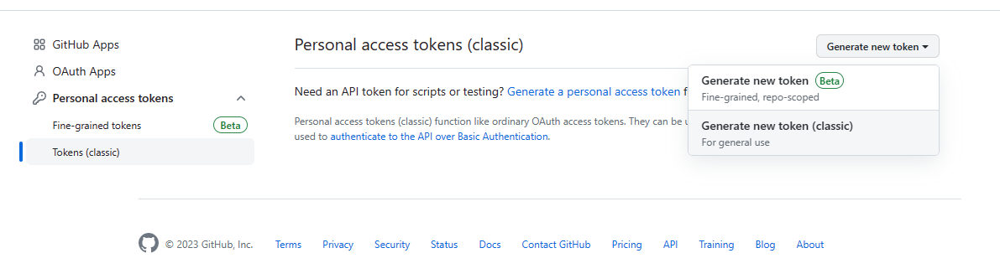 GitHub Apps
OAuth Apps
Personal access tokens
Fine-grained tokens Beta
Tokens (classic)
Personal access tokens (classic)
Generate new token
Need an API token for scripts or testing? Generate a personal access token f
Personal access tokens (classic) function like ordinary OAuth access tokens. They can be u
used to authenticate to the API over Basic Authentication.
Generate new token Beta
Fine-grained, repo-scoped
Generate new token (classic)
For general use
© 2023 GitHub, Inc. Terms Privacy Security Status Docs Contact GitHub Pricing API Training Blog About